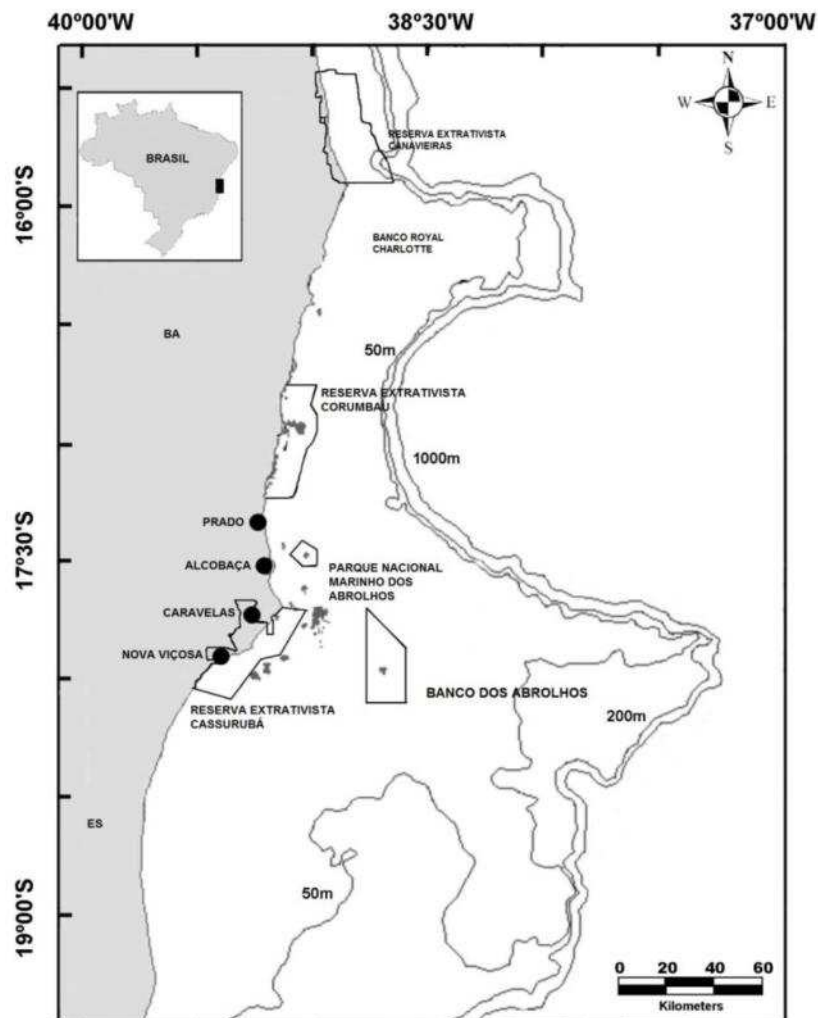 40°00'W
38°30'W
37°00'W
N
W
E
S
BRASIL
RESERVA EXTRATIVISTA
CANAVIEIRAS
16°00'S
BANCO ROYAL
CHARLOTTE
BA
50m
RESERVA EXTRATIVISTA
CORUMBAU
1000m
PRADO
17°30'S
ALCOBAÇA
PARQUE NACIONAL
MARINHO DOS
ABROLHOS
CARAVELAS
NOVA VIÇOSA
BANCO DOS ABROLHOS
RESERVA EXTRATIVISTA
CASSURUBÁ
200m
ES
50m
19°00'S
0 20 40 60
Kilometers